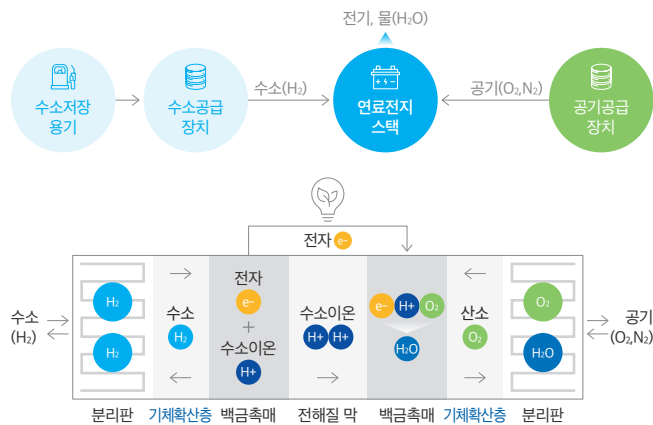 전기, 물(H₂O)
수소저장
용기
수소공급
장치
수소(H₂)
연료전지
스택
공기(O₂,N₂)
공기공급
장치
전자 e-
수소
(H₂)
H₂
H₂
수소
H₂
전자
e-
+
수소이온
H+
수소이온
H+ H+
e- H+ O₂
H₂O
산소
O₂
O₂
H₂O
공기
(O₂,N₂)
분리판 기체확산층 백금촉매 전해질 막 백금촉매 기체확산층 분리판